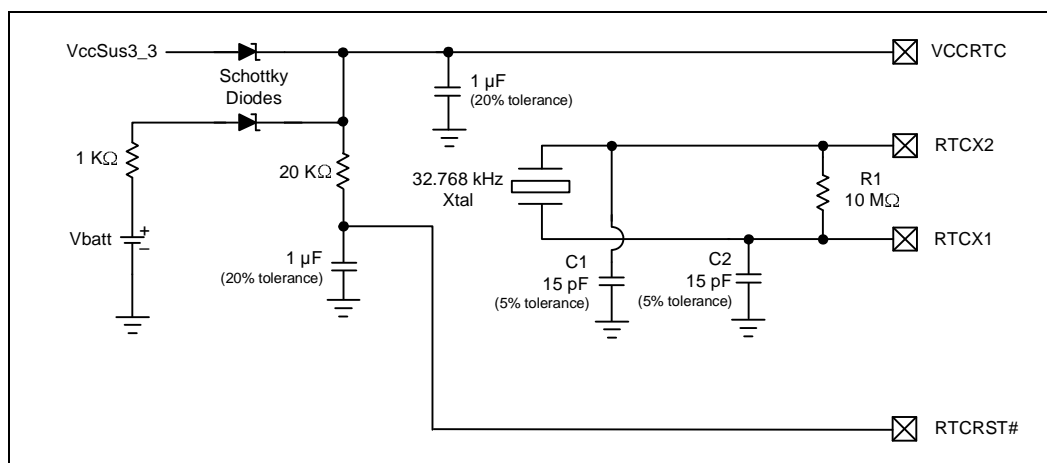 VccSus3_3
Schottky
Diodes
VCCRTC
1 µF
(20% tolerance)
1 KΩ
20 KΩ
Vbatt
+
–
1 µF
(20% tolerance)
32.768 kHz
Xtal
RTCX2
R1
10 MΩ
RTCX1
C1
15 pF
(5% tolerance)
C2
15 pF
(5% tolerance)
RTCRST#